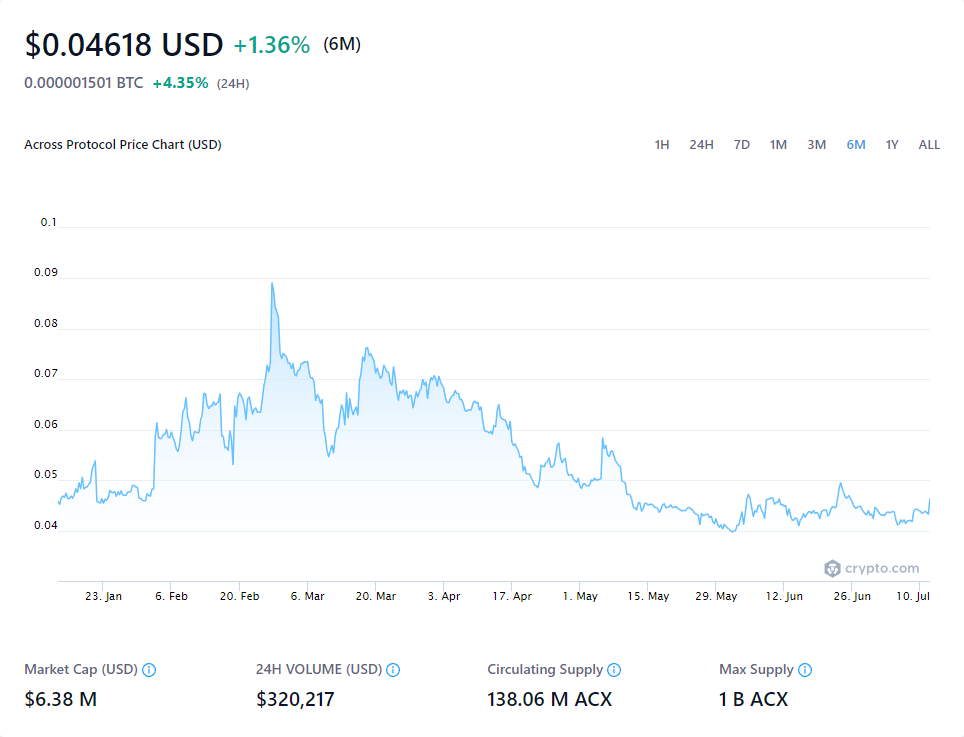 $0.04618 USD +1.36% (6M)
0.000001501 BTC +4.35% (24H)
Across Protocol Price Chart (USD) 1H 24H 7D 1M 3M 6M 1Y ALL
0.1
0.09
0.08
0.07
0.06
0.05
0.04
crypto.com
23. Jan 6. Feb 20. Feb 6. Mar 20. Mar 3. Apr 17. Apr 1. May 15. May 29. May 12. Jun 26. Jun 10. Jul
Market Cap (USD) 24H VOLUME (USD) Circulating Supply Max Supply
$6.38 M $320,217 138.06 M ACX 1 B ACX